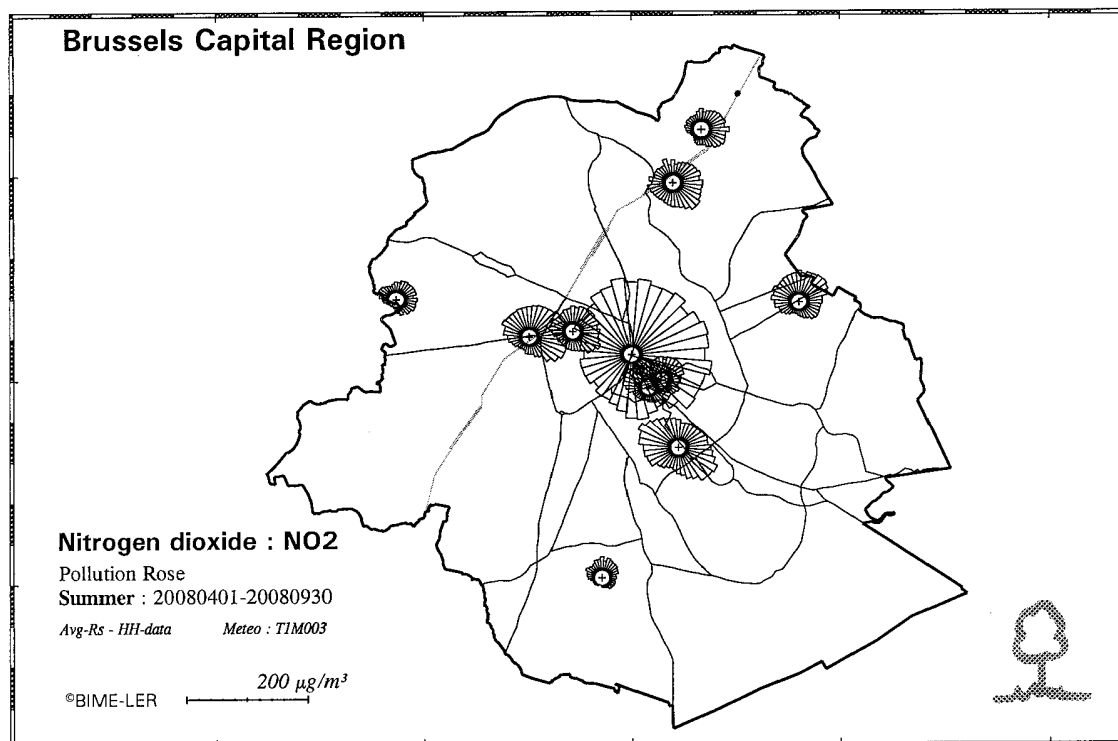 Brussels Capital Region
Nitrogen dioxide : NO2
Pollution Rose
Summer : 20080401-20080930
Avg-Rs - HH-data Meteo : T1M003
200 µg/m³
©BIME-LER